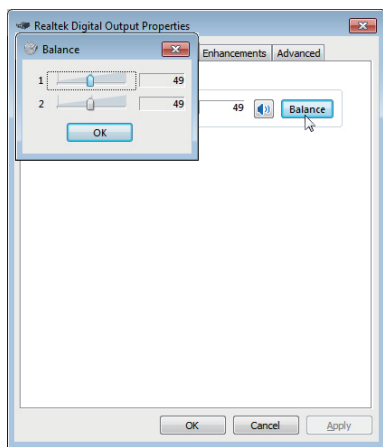 Realtek Digital Output Properties
Balance
Enhancements Advanced
1 49
2 49
49 Balance
OK
OK Cancel Apply